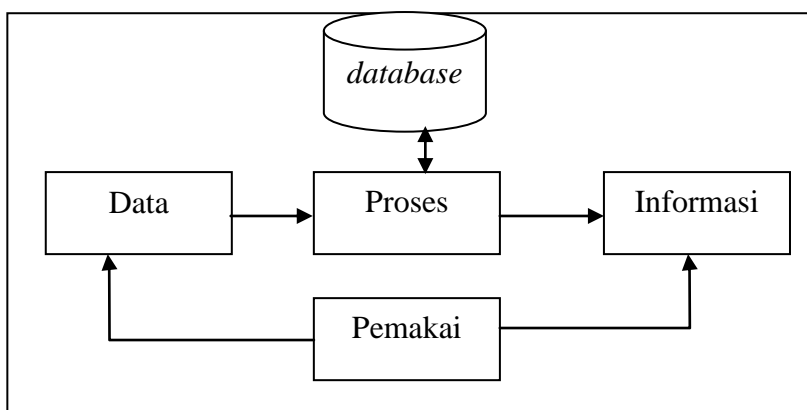 database
Data
Proses
Informasi
Pemakai